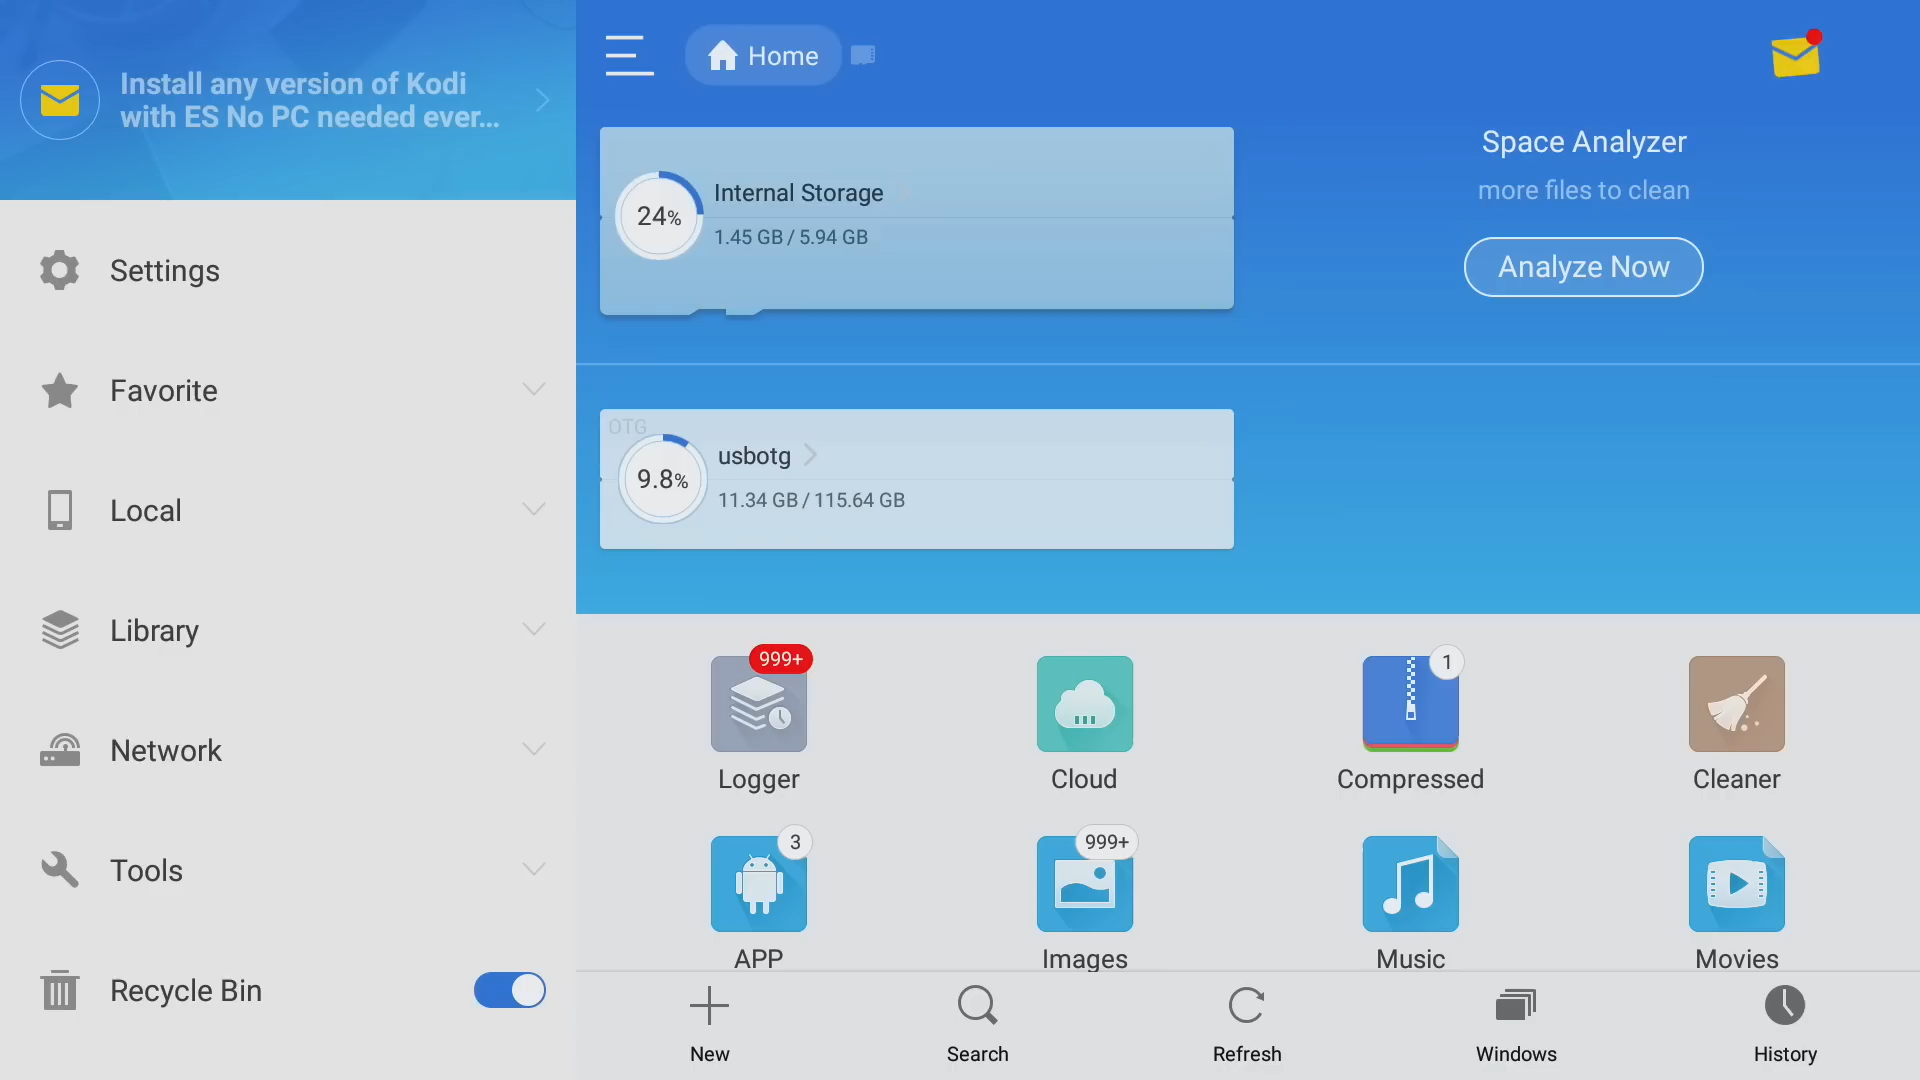 Install any version of Kodi
with ES No PC needed ever...
Settings
Favorite
Local
Library
Network
Tools
Recycle Bin
Home
24%
Internal Storage
1.45 GB / 5.94 GB
Space Analyzer
more files to clean
Analyze Now
OTG
9.8%
usbotg
11.34 GB / 115.64 GB
999+
Logger
Cloud
1
Compressed
Cleaner
3
APP
999+
Images
Music
Movies
New
Search
Refresh
Windows
History